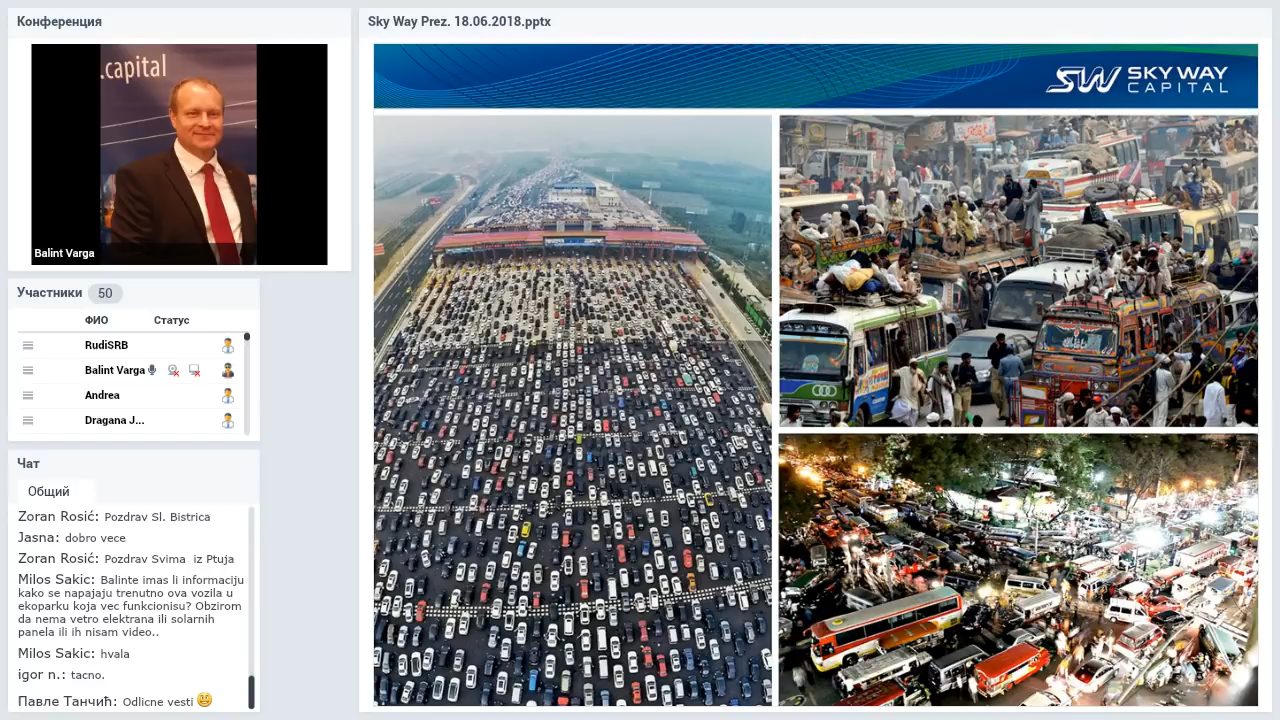 Конференция
.capital
Balint Varga
Участники 50
ФИО Статус
RudiSRB
Balint Varga
Andrea
Dragana J...
Чат
Общий
Zoran Rosić: Pozdrav Sl. Bistrica
Jasna: dobro vece
Zoran Rosić: Pozdrav Svima iz Ptuja
Milos Sakic: Balinte imas li informaciju
kako se napajaju trenutno ova vozila u
ekoparku koja vec funkcionisu? Obzirom
da nema vetro elektrana ili solarnih
panela ili ih nisam video..
Milos Sakic: hvala
igor n.: tacno.
Павле Танчић: Odlicne vesti
Sky Way Prez. 18.06.2018.pptx
SW SKY WAY
CAPITAL